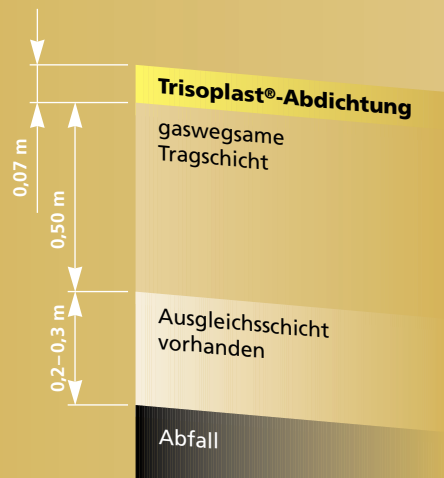 Trisoplast®-Abdichtung
gaswegsame
Tragschicht
Ausgleichsschicht
vorhanden
Abfall
0,07 m
0,50 m
0,2–0,3 m